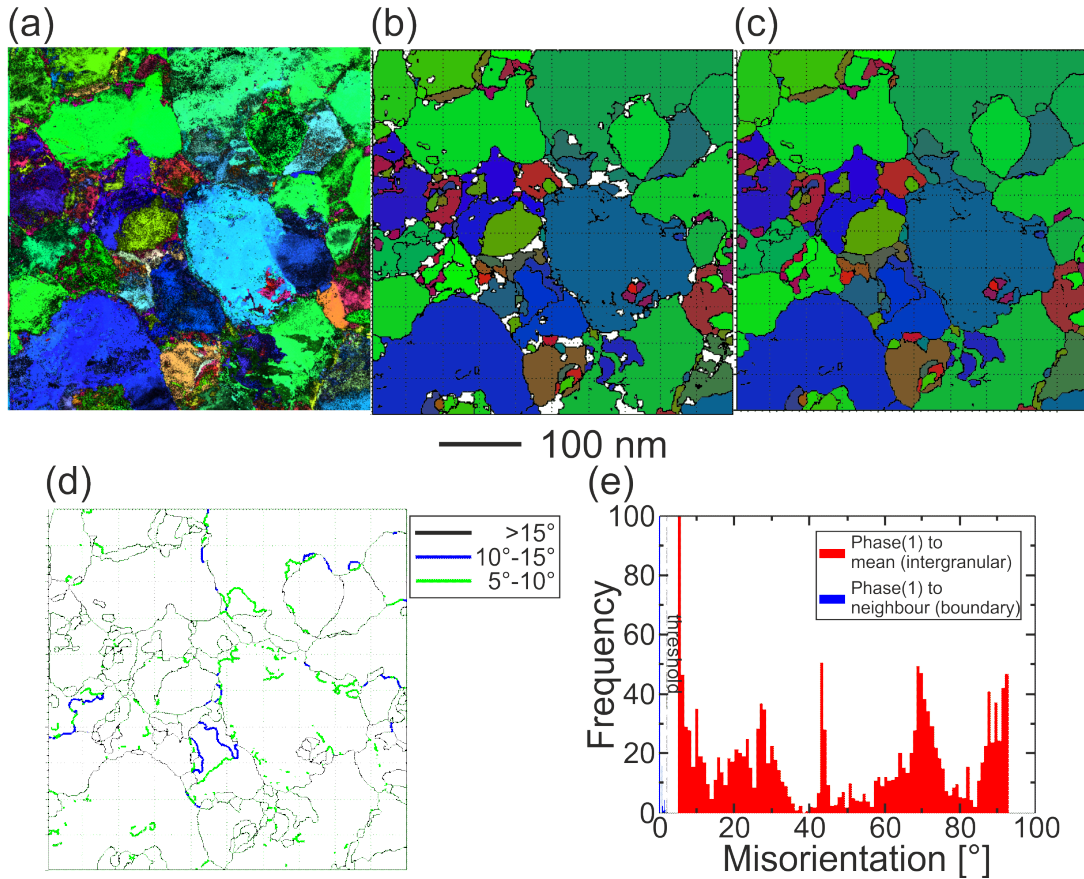 (a)
(b)
(c)
100 nm
(d)
>15°
10°-15°
5°-10°
(e)
100
80
60
40
20
0
Frequency
threshold
Phase(1) to
mean (intergranular)
Phase(1) to
neighbour (boundary)
0
20
40
60
80
100
Misorientation [°]